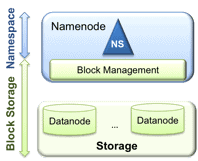 Namespace
Block Storage
Namenode
NS
Block Management
Datanode
...
Datanode
Storage